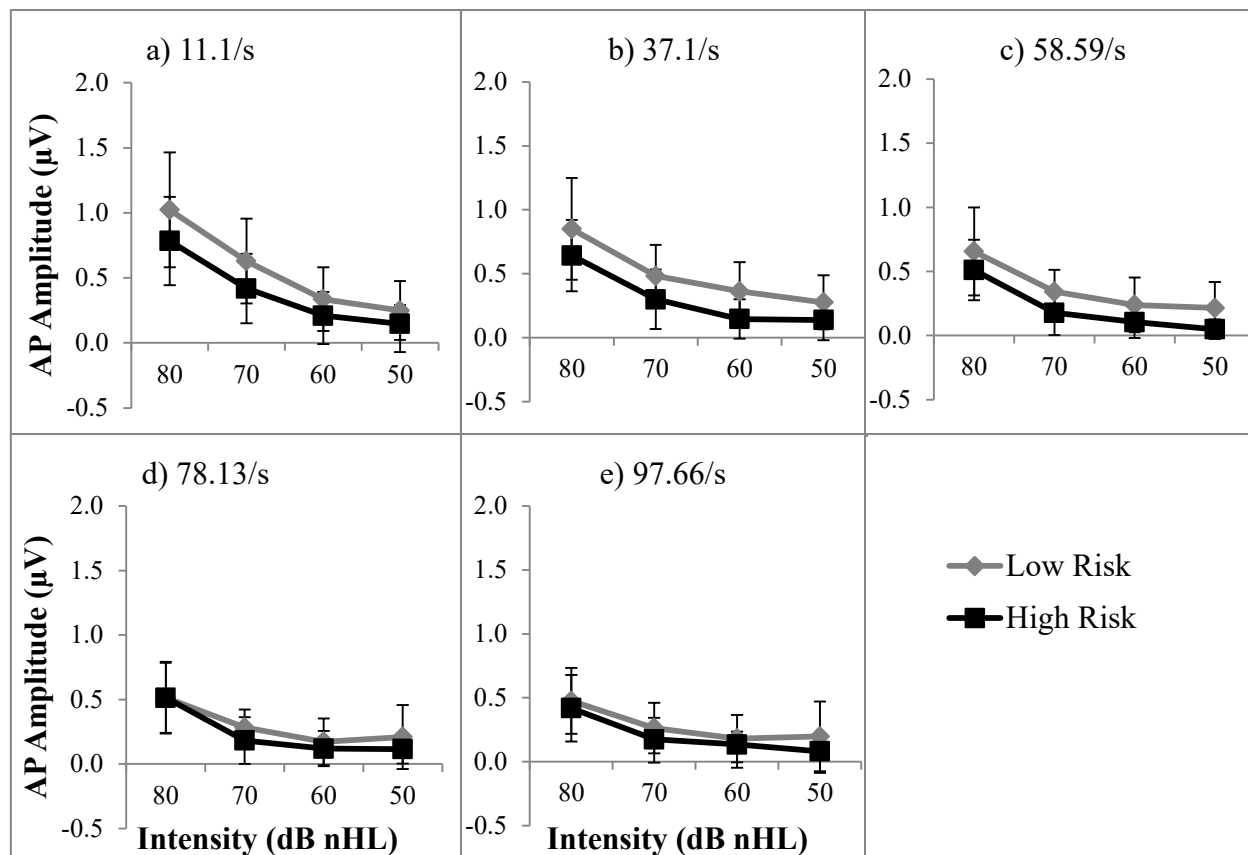 a) 11.1/s
AP Amplitude (µV)
2.0
1.5
1.0
0.5
0.0
-0.5
80 70 60 50
b) 37.1/s
2.0
1.5
1.0
0.5
0.0
-0.5
80 70 60 50
c) 58.59/s
2.0
1.5
1.0
0.5
0.0
-0.5
80 70 60 50
d) 78.13/s
AP Amplitude (µV)
2.0
1.5
1.0
0.5
0.0
-0.5
80 70 60 50
Intensity (dB nHL)
e) 97.66/s
2.0
1.5
1.0
0.5
0.0
-0.5
80 70 60 50
Intensity (dB nHL)
Low Risk
High Risk